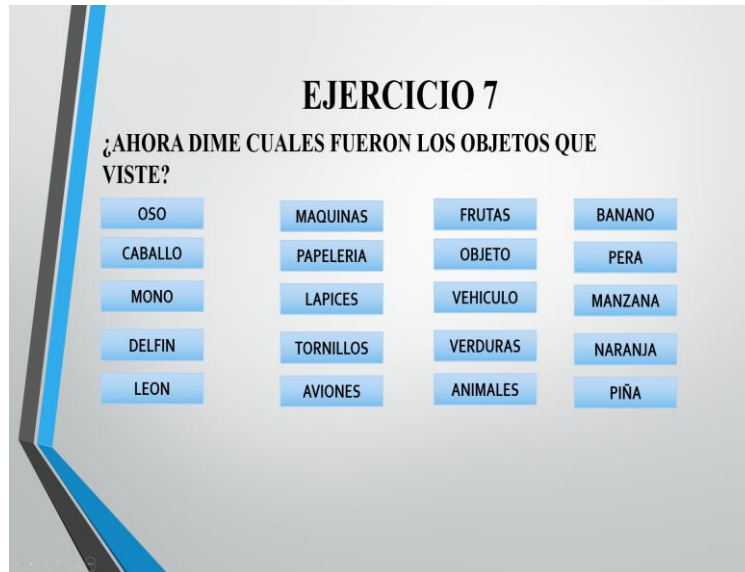 EJERCICIO 7
¿AHORA DIME CUALES FUERON LOS OBJETOS QUE
VISTE?
OSO
MAQUINAS
FRUTAS
BANANO
CABALLO
PAPELERIA
OBJETO
PERA
MONO
LAPICES
VEHICULO
MANZANA
DELFIN
TORNILLOS
VERDURAS
NARANJA
LEON
AVIONES
ANIMALES
PIÑA